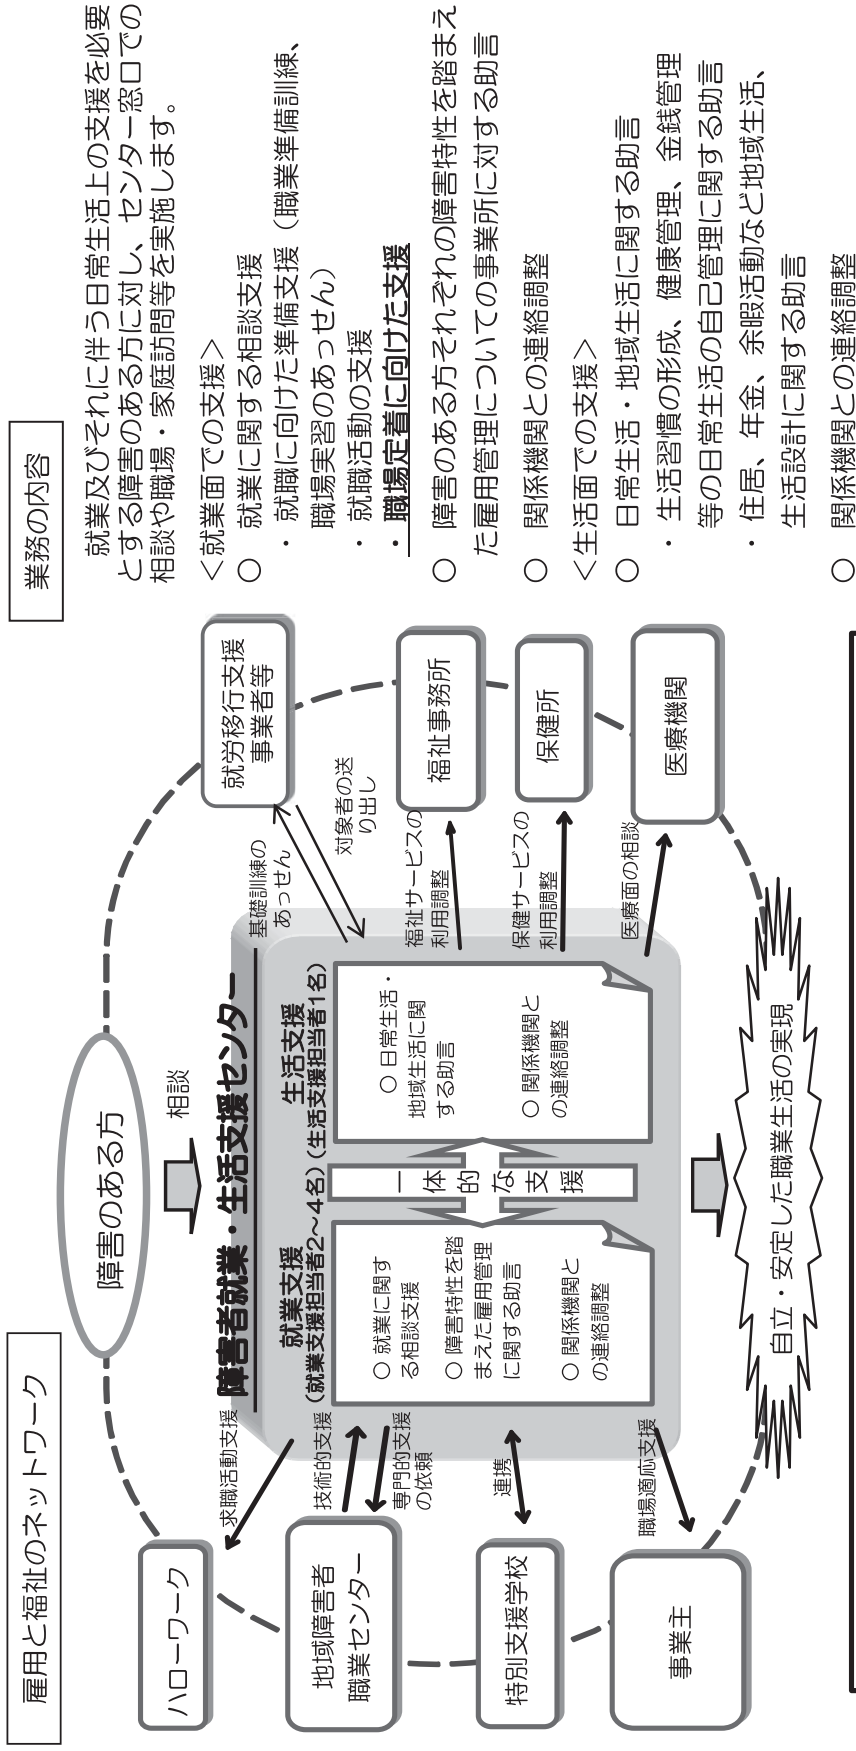 雇用と福祉のネットワーク
障害のある方
相談
ハローワーク
求職活動支援
地域障害者
職業センター
技術的支援
専門的支援
の依頼
特別支援学校
連携
事業主
職場適応支援
障害者就業・生活支援センター
就業支援
(就業支援担当者2~4名)
○ 就業に関す
る相談支援
○ 障害特性を踏
まえた雇用管理
に関する助言
○ 関係機関と
の連絡調整
一体的な支援
生活支援
(生活支援担当者1名)
○ 日常生活・
地域生活に関
する助言
○ 関係機関と
の連絡調整
基礎訓練の
あっせん
対象者の送
り出し
就労移行支援
事業者等
福祉サービスの
利用調整
福祉事務所
保健サービスの
利用調整
保健所
医療面の相談
医療機関
自立・安定した職業生活の実現
業務の内容
就業及びそれに伴う日常生活上の支援を必要
とする障害のある方に対し、センター窓口での
相談や職場・家庭訪問等を実施します。
<就業面での支援>
○ 就業に関する相談支援
・ 就職に向けた準備支援(職業準備訓練、
職場実習のあっせん)
・ 就職活動の支援
・ 職場定着に向けた支援
○ 障害のある方それぞれの障害特性を踏まえ
た雇用管理についての事業所に対する助言
○ 関係機関との連絡調整
<生活面での支援>
○ 日常生活・地域生活に関する助言
・ 生活習慣の形成、健康管理、金銭管理
等の日常生活の自己管理に関する助言
・ 住居、年金、余暇活動など地域生活、
生活設計に関する助言
○ 関係機関との連絡調整